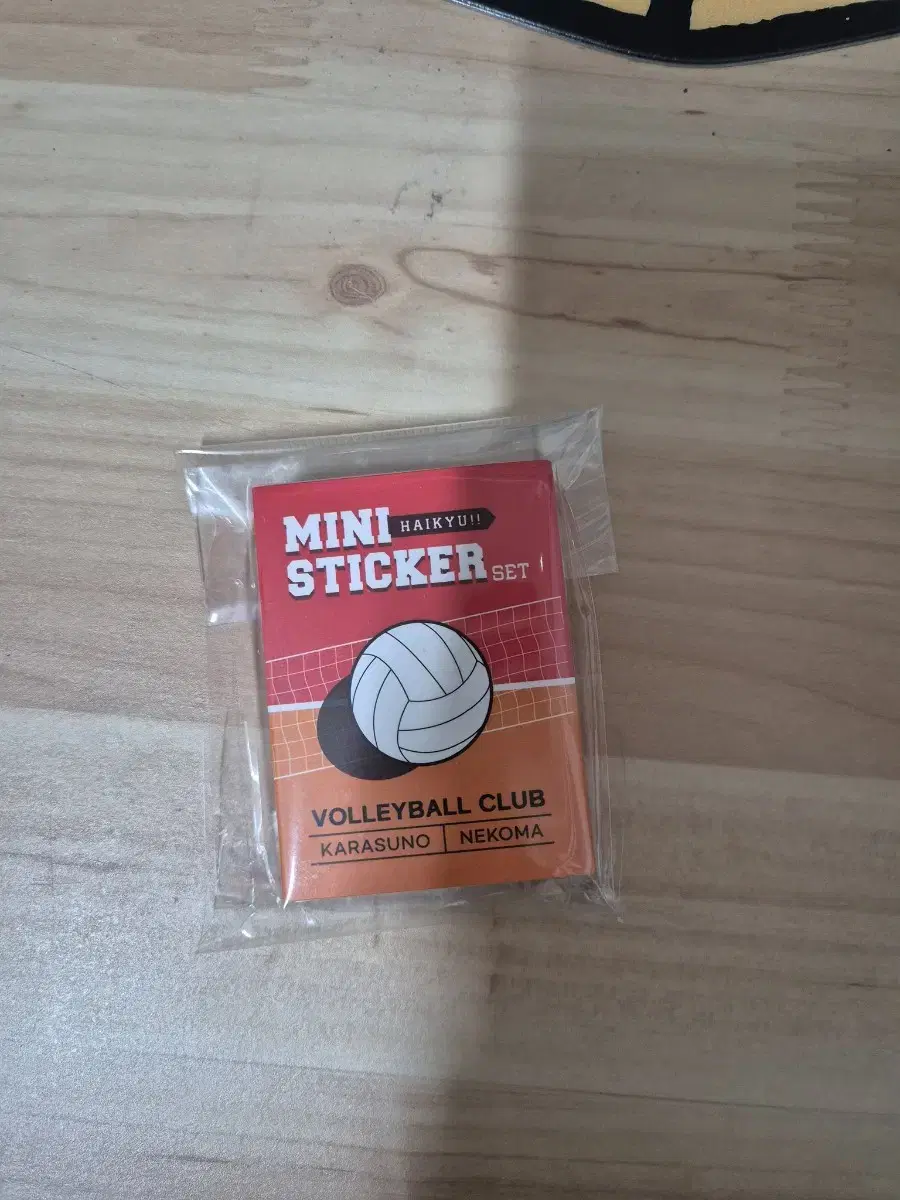 MINI HAIKYU!!
STICKER SET
VOLLEYBALL CLUB
KARASUNO NEKOMA